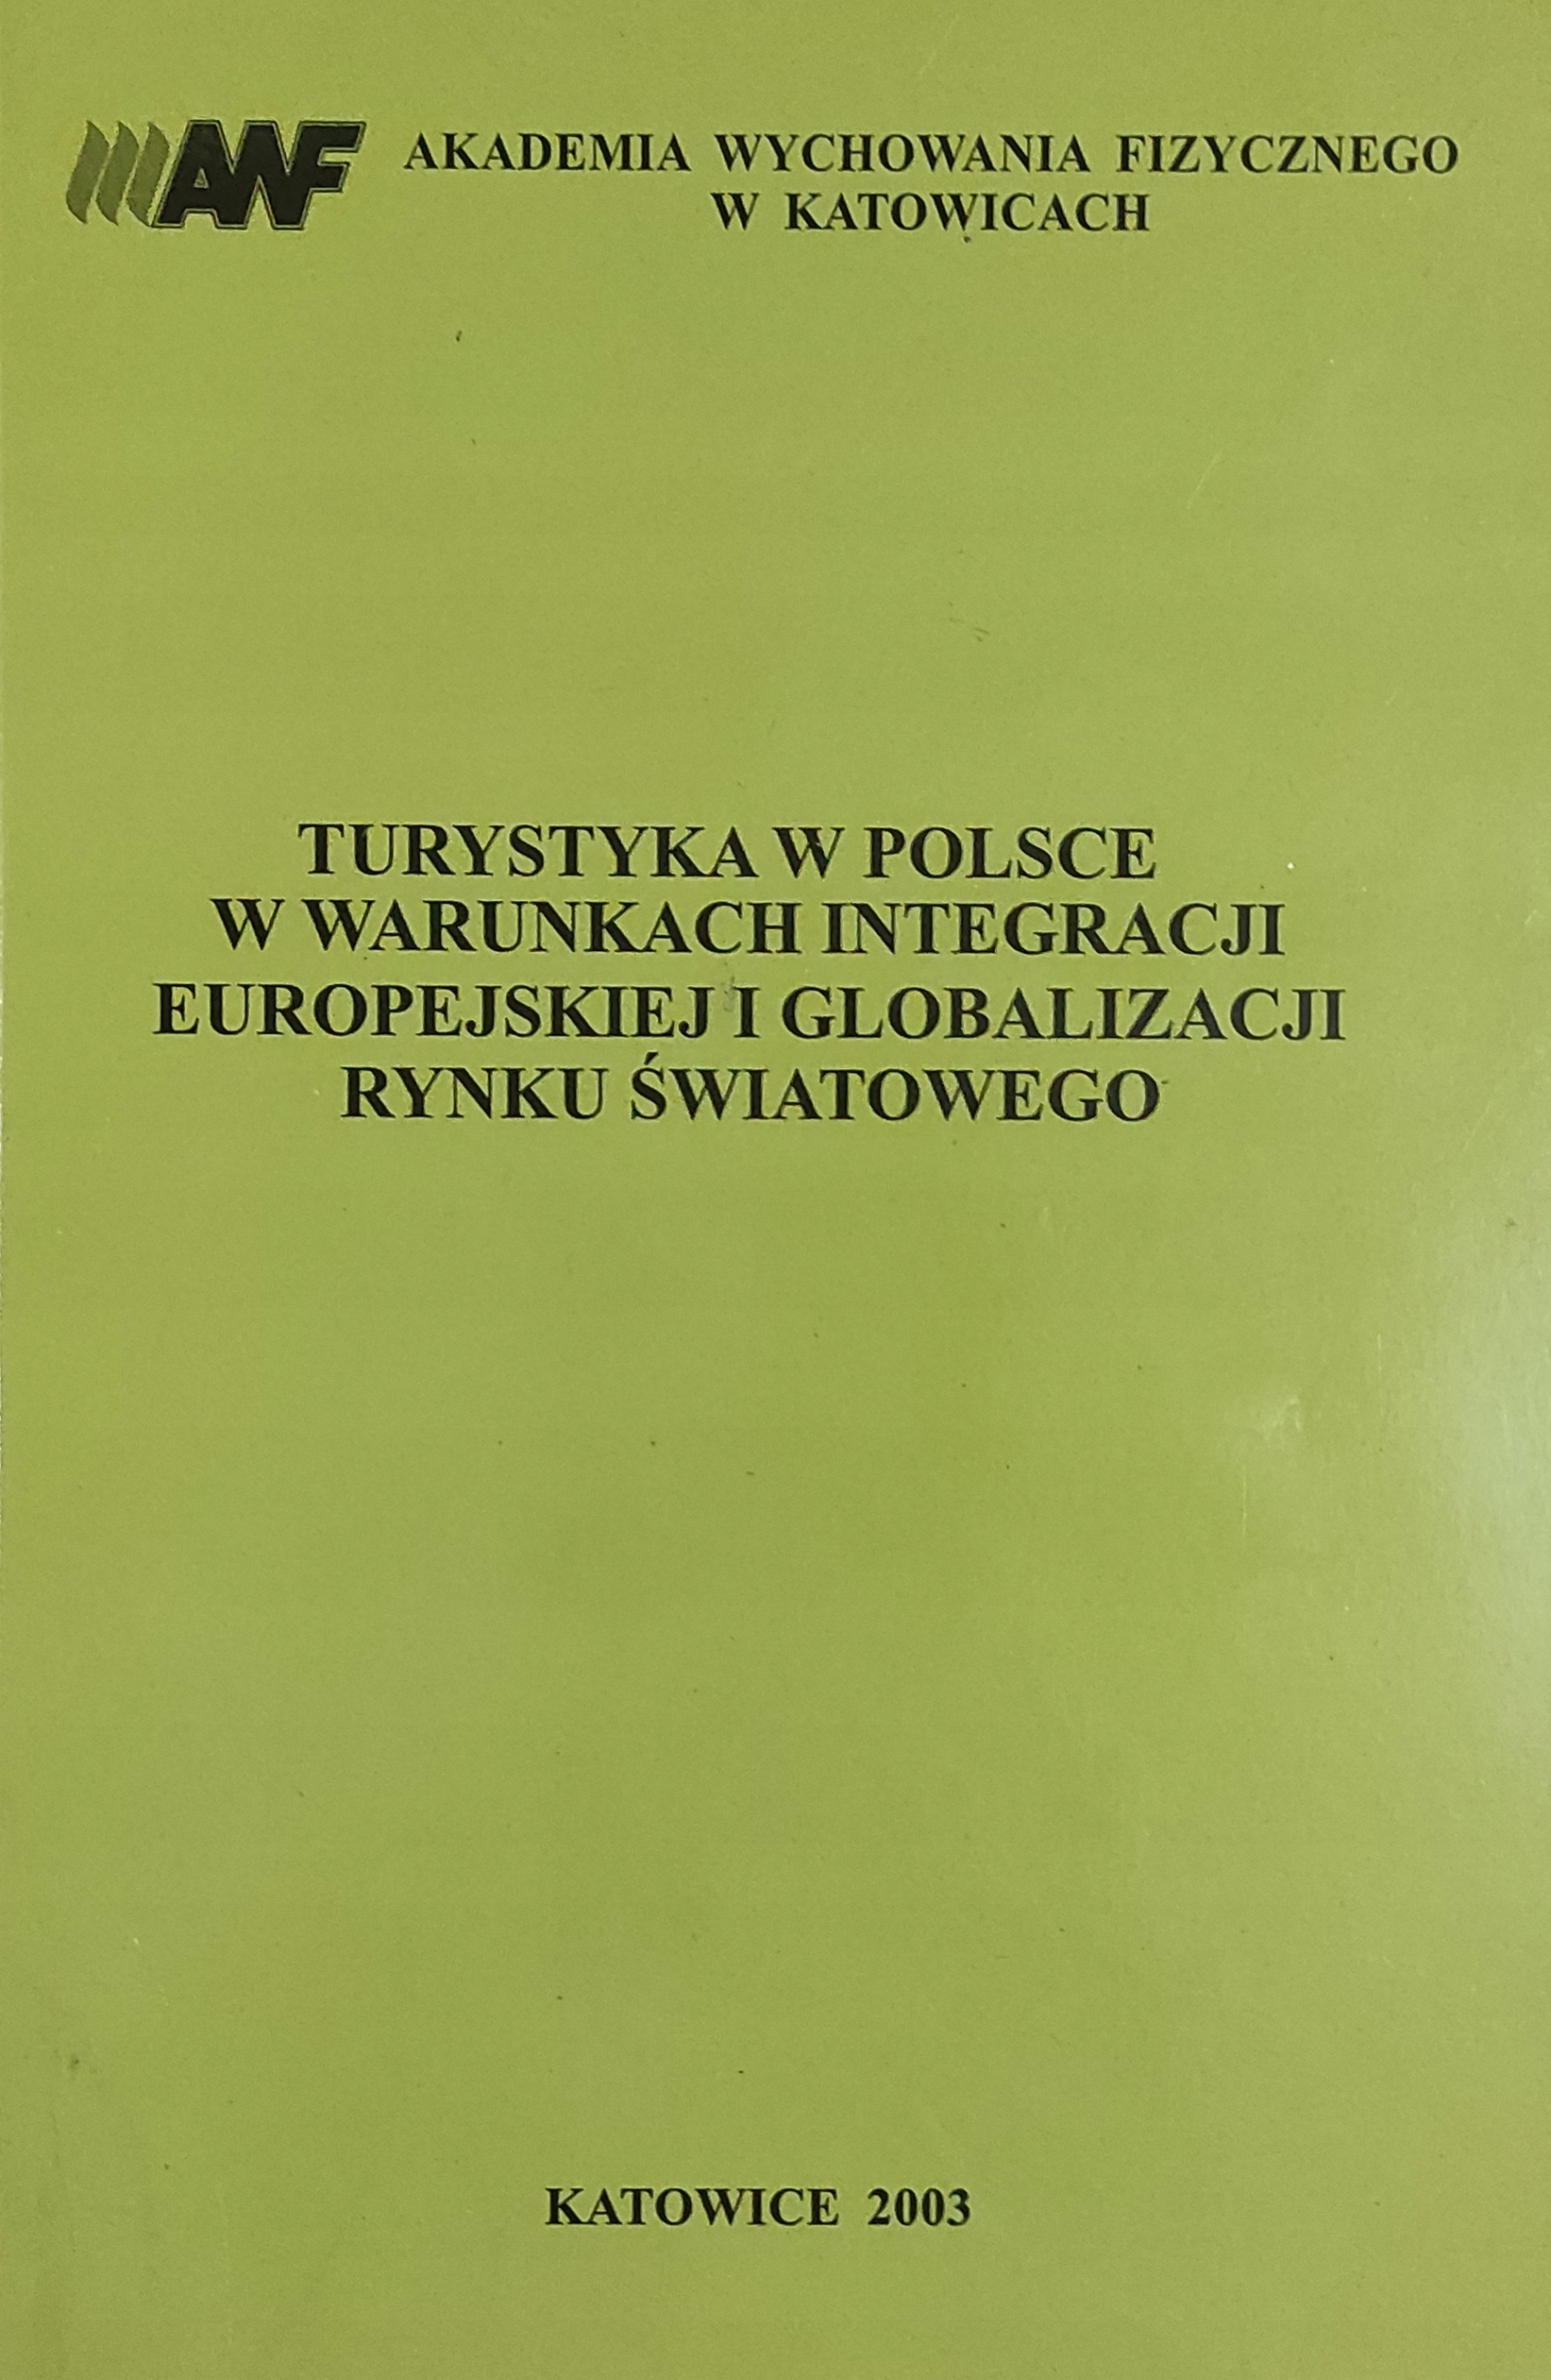 AWF
AKADEMIA WYCHOWANIA FIZYCZNEGO
W KATOWICACH
TURYSTYKA W POLSCE
W WARUNKACH INTEGRACJI
EUROPEJSKIEJ I GLOBALIZACJI
RYNKU ŚWIATOWEGO
KATOWICE 2003